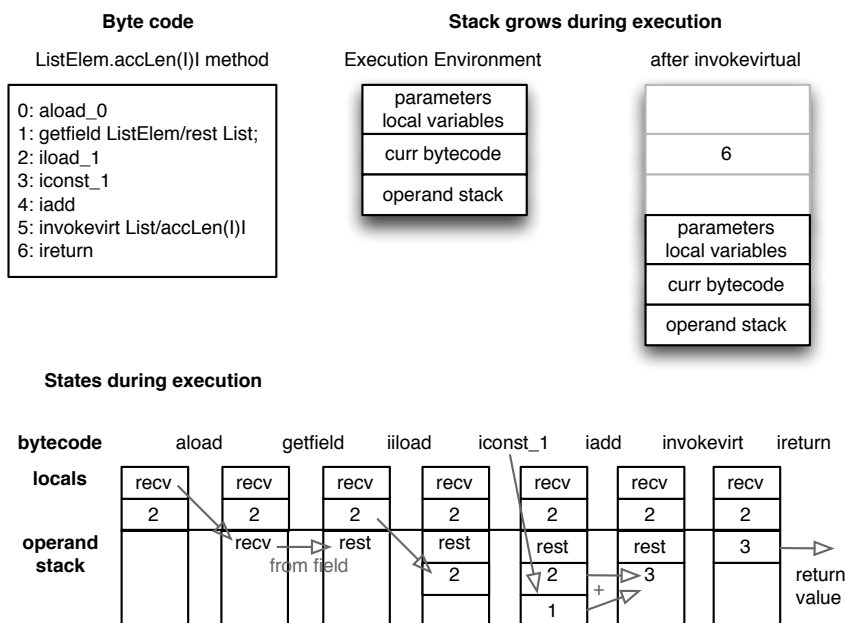 Byte code
Stack grows during execution
ListElem.accLen(I)I method
Execution Environment
after invokevirtual
0: aload_0
1: getfield ListElem/rest List;
2: iload_1
3: iconst_1
4: iadd
5: invokevirt List/accLen(I)I
6: ireturn
parameters
local variables
curr bytecode
operand stack
6
parameters
local variables
curr bytecode
operand stack
States during execution
bytecode aload getfield iiload iconst_1 iadd invokevirt ireturn
locals recv recv recv recv recv recv recv
2 2 2 2 2 2 2
operand stack recv rest rest rest rest 3
from field 2 2 + 3 return value
1